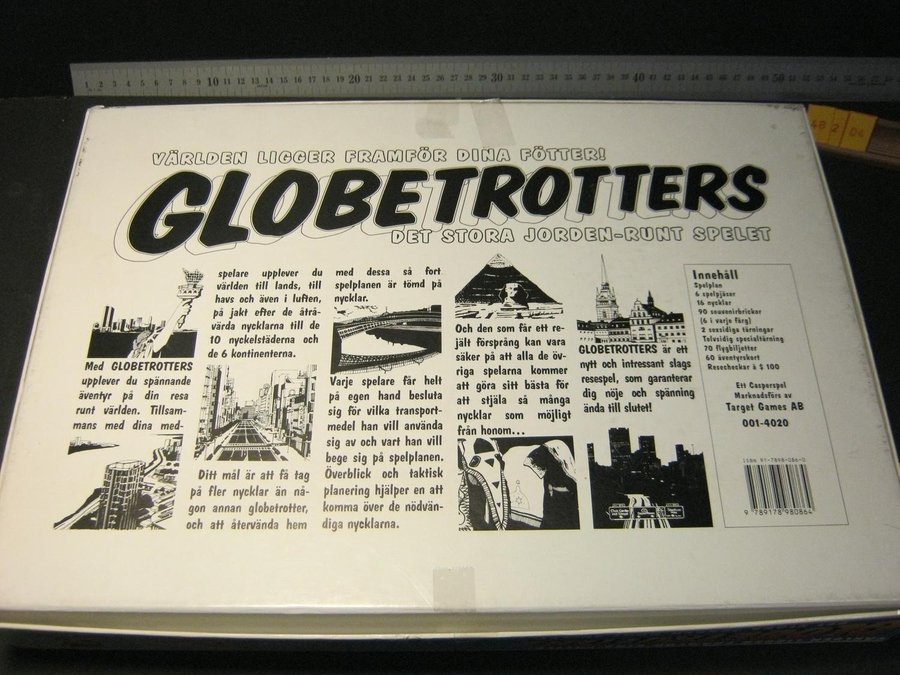 VÄRLDEN LIGGER FRAMFÖR DINA FÖTTER!
GLOBETROTTERS
DET STORA JORDEN-RUNT SPELET
Med GLOBETROTTERS
upplever du spännande
äventyr på din resa
runt världen. Tillsam-
mans med dina med-
spelare upplever du
världen till lands, till
havs och även i luften,
på jakt efter de åtrå-
värda nycklarna till de
10 nyckelstäderna och
de 6 kontinenterna.
Ditt mål är att få tag
på fler nycklar än nå-
gon annan globetrotter,
och att återvända hem
med dessa så fort
spelplanen är tömd på
nycklar.
Varje spelare får helt
på egen hand besluta
sig för vilka transport-
medel han vill använda
sig av och vart han vill
bege sig på spelplanen.
Överblick och taktisk
planering hjälper en att
komma över de nödvän-
diga nycklarna.
Och den som får ett re-
jält försprång kan vara
säker på att alla de öv-
riga spelarna kommer
att göra sitt bästa för
att stjäla så många
nycklar som möjligt
från honom...
GLOBETROTTERS är ett
nytt och intressant slags
resespel, som garanterar
dig nöje och spänning
ända till slutet!
Innehåll
Spelplan
6 spelpjäser
16 nycklar
90 souvenirbrickor
(6 i varje färg)
2 sexsidiga tärningar
Tolvsidig specialtärning
70 flygbiljetter
60 äventyrskort
Resecheckar à $ 100
Ett Casperspel
Marknadsförs av
Target Games AB
001-4020
ISBN 91-7898-086-0
9 789178 980864